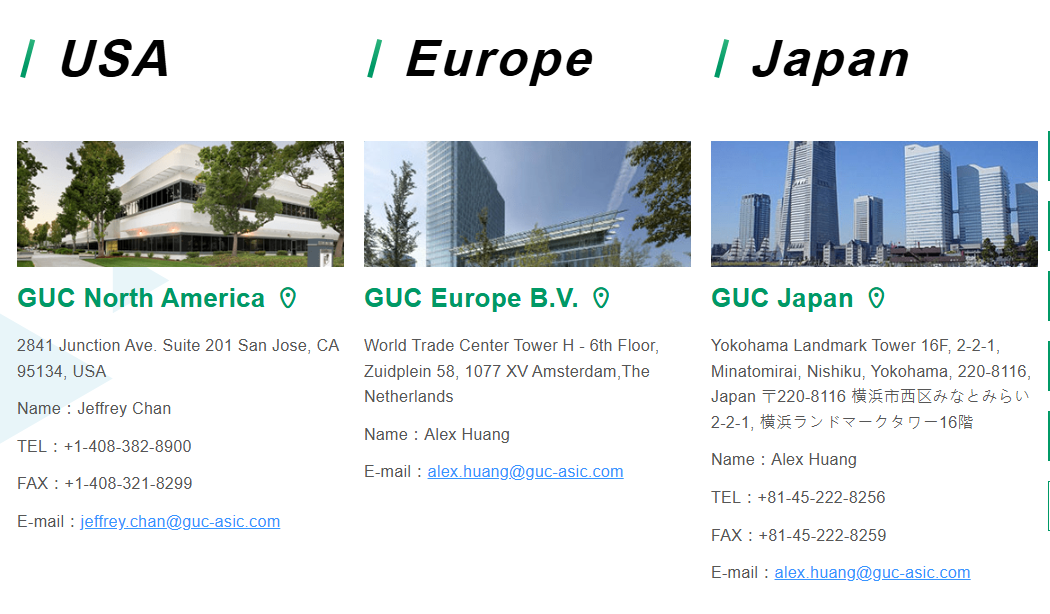 / USA
GUC North America
2841 Junction Ave. Suite 201 San Jose, CA
95134, USA
Name：Jeffrey Chan
TEL：+1-408-382-8900
FAX：+1-408-321-8299
E-mail：jeffrey.chan@guc-asic.com
/ Europe
GUC Europe B.V.
World Trade Center Tower H - 6th Floor,
Zuidplein 58, 1077 XV Amsterdam,The
Netherlands
Name：Alex Huang
E-mail：alex.huang@guc-asic.com
/ Japan
GUC Japan
Yokohama Landmark Tower 16F, 2-2-1,
Minatomirai, Nishiku, Yokohama, 220-8116,
Japan 〒220-8116 横浜市西区みなとみらい
2-2-1, 横浜ランドマークタワー16階
Name：Alex Huang
TEL：+81-45-222-8256
FAX：+81-45-222-8259
E-mail：alex.huang@guc-asic.com